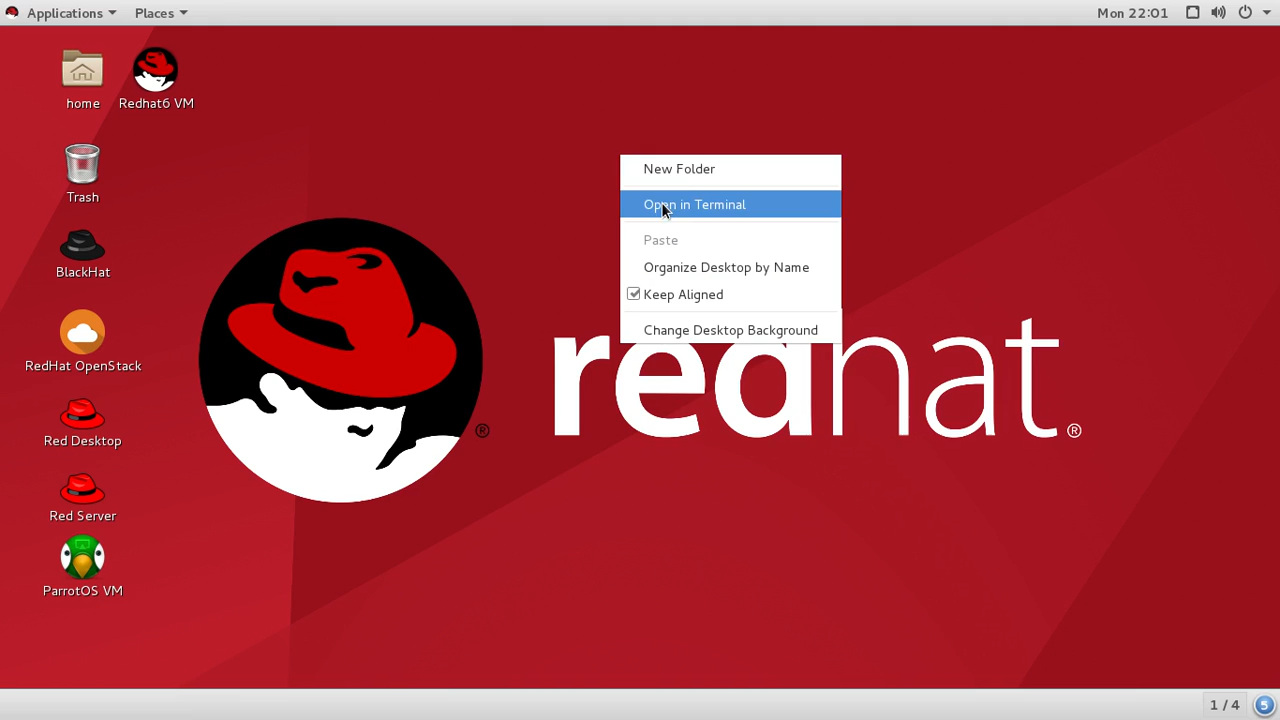 Applications
Places
Mon 22:01
home
Redhat6 VM
Trash
BlackHat
RedHat OpenStack
Red Desktop
Red Server
ParrotOS VM
New Folder
Open in Terminal
Paste
Organize Desktop by Name
Keep Aligned
Change Desktop Background
redhat®
®
1 / 4
5